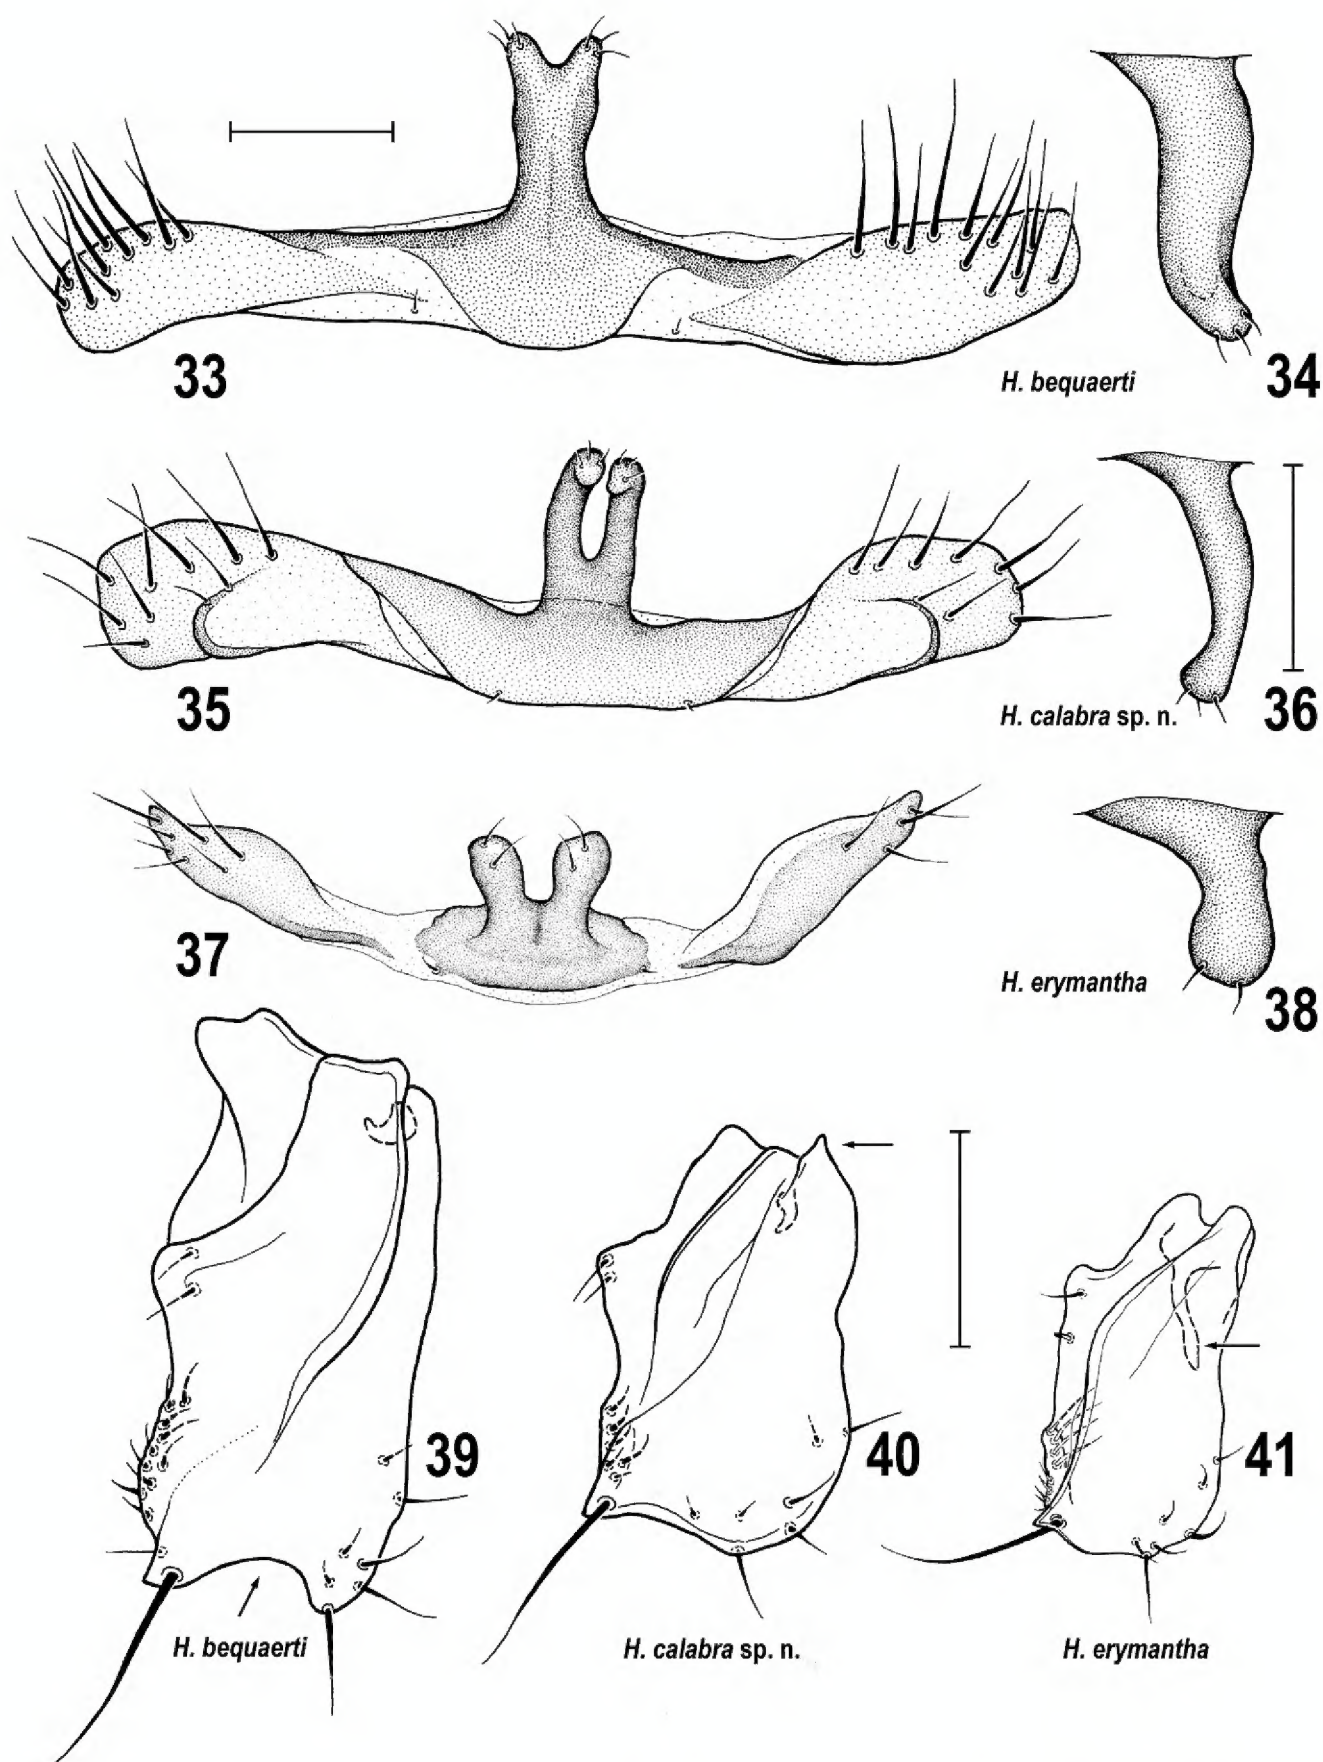 33
H. bequaerti
34
35
H. calabra sp. n.
36
37
H. erymantha
38
39
40
41
H. bequaerti
H. calabra sp. n.
H. erymantha